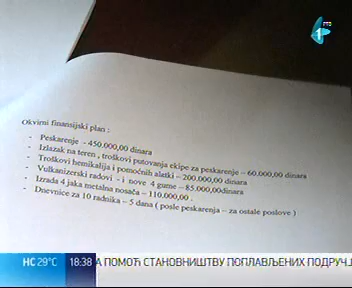 РТС
1
Okvirni finansijski plan :
- Peskarenje - 450.000,00 dinara
- Izlazak na teren , troškovi putovanja ekipe za peskarenje – 60.000,00 dinara
- Troškovi hemikalija i pomoćnih alatki – 200.000,00 dinara
- Vulkanizerski radovi - i nove 4 gume – 85.000,00dinara
- Izrada 4 jaka metalna nosača – 110.000,00 .
- Dnevnice za 10 radnika – 5 dana ( posle peskarenja – za ostale poslove )
НС 29°C 18:38 А ПОМОЋ СТАНОВНИШТВУ ПОПЛАВЉЕНИХ ПОДРУЧ